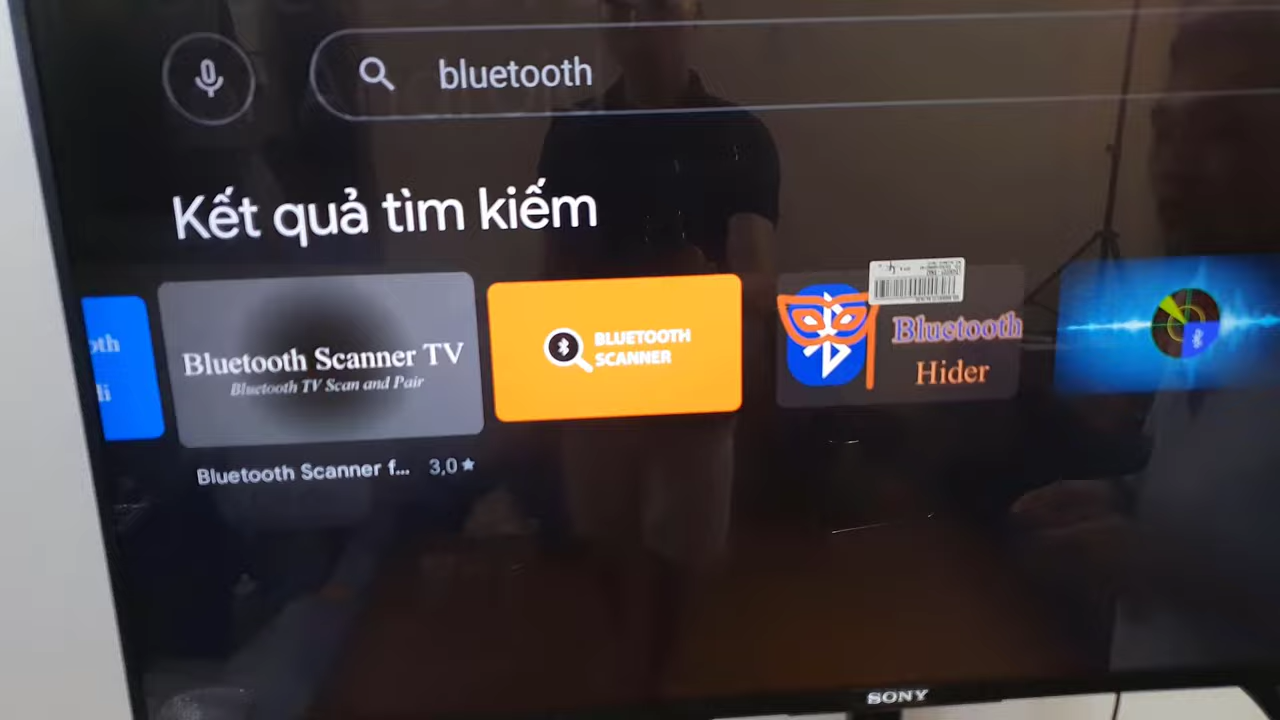 bluetooth
Kết quả tìm kiếm
oth
li
Bluetooth Scanner TV
Bluetooth TV Scan and Pair
BLUETOOTH
SCANNER
Bluetooth
Hider
Bluetooth Scanner f... 3,0★
SONY